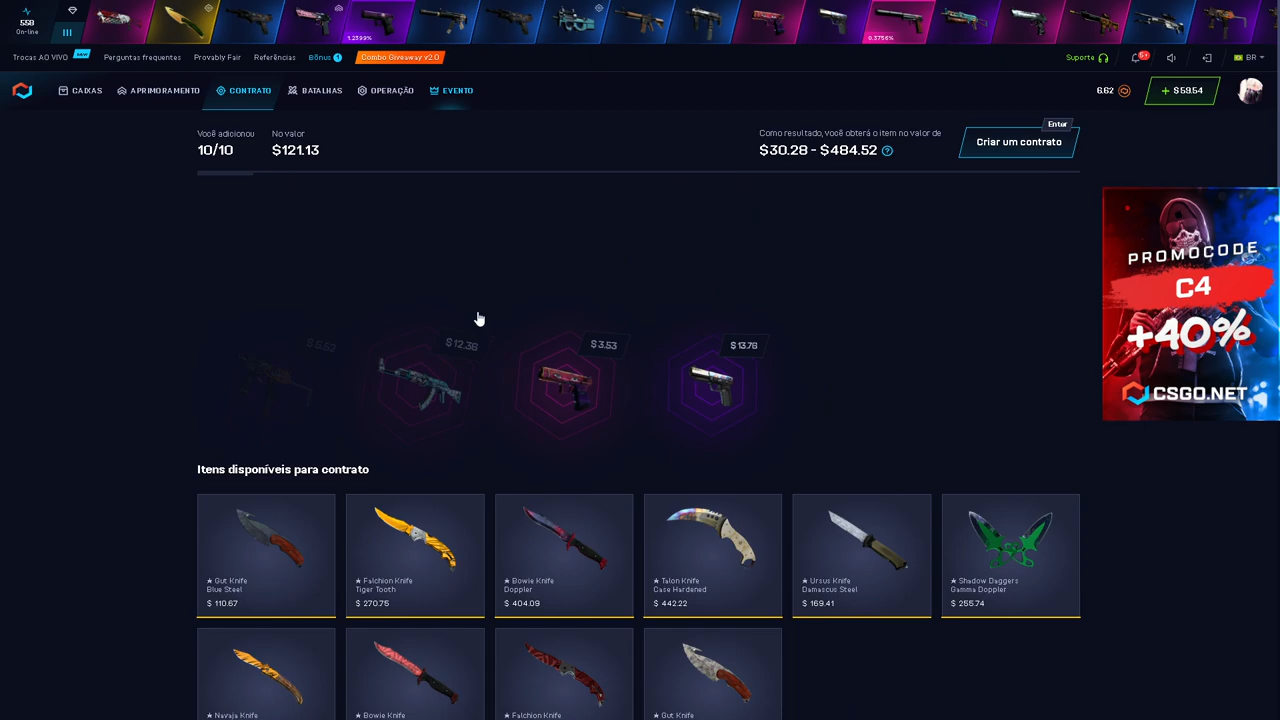 558
On-line
1.2399%
0.3756%
Trocas AO VIVO
Perguntas frequentes
Provably Fair
Referências
Bônus
Combo Giveaway v2.0
Suporte
5+
BR
CAIXAS
APRIMORAMENTO
CONTRATO
BATALHAS
OPERAÇÃO
EVENTO
6.62
+ $ 59.54
Você adicionou
10/10
No valor
$121.13
Como resultado, você obterá o item no valor de
$30.28 - $484.52
Enter
Criar um contrato
PROMOCODE
C4
+40%
CSGO.NET
$ 12.38
$ 3.53
$ 13.78
Itens disponíveis para contrato
★ Gut Knife
Blue Steel
$ 110.67
★ Falchion Knife
Tiger Tooth
$ 270.75
★ Bowie Knife
Doppler
$ 404.09
★ Talon Knife
Case Hardened
$ 442.22
★ Ursus Knife
Damascus Steel
$ 169.41
★ Shadow Daggers
Gamma Doppler
$ 255.74
★ Navaja Knife
★ Bowie Knife
★ Falchion Knife
★ Gut Knife